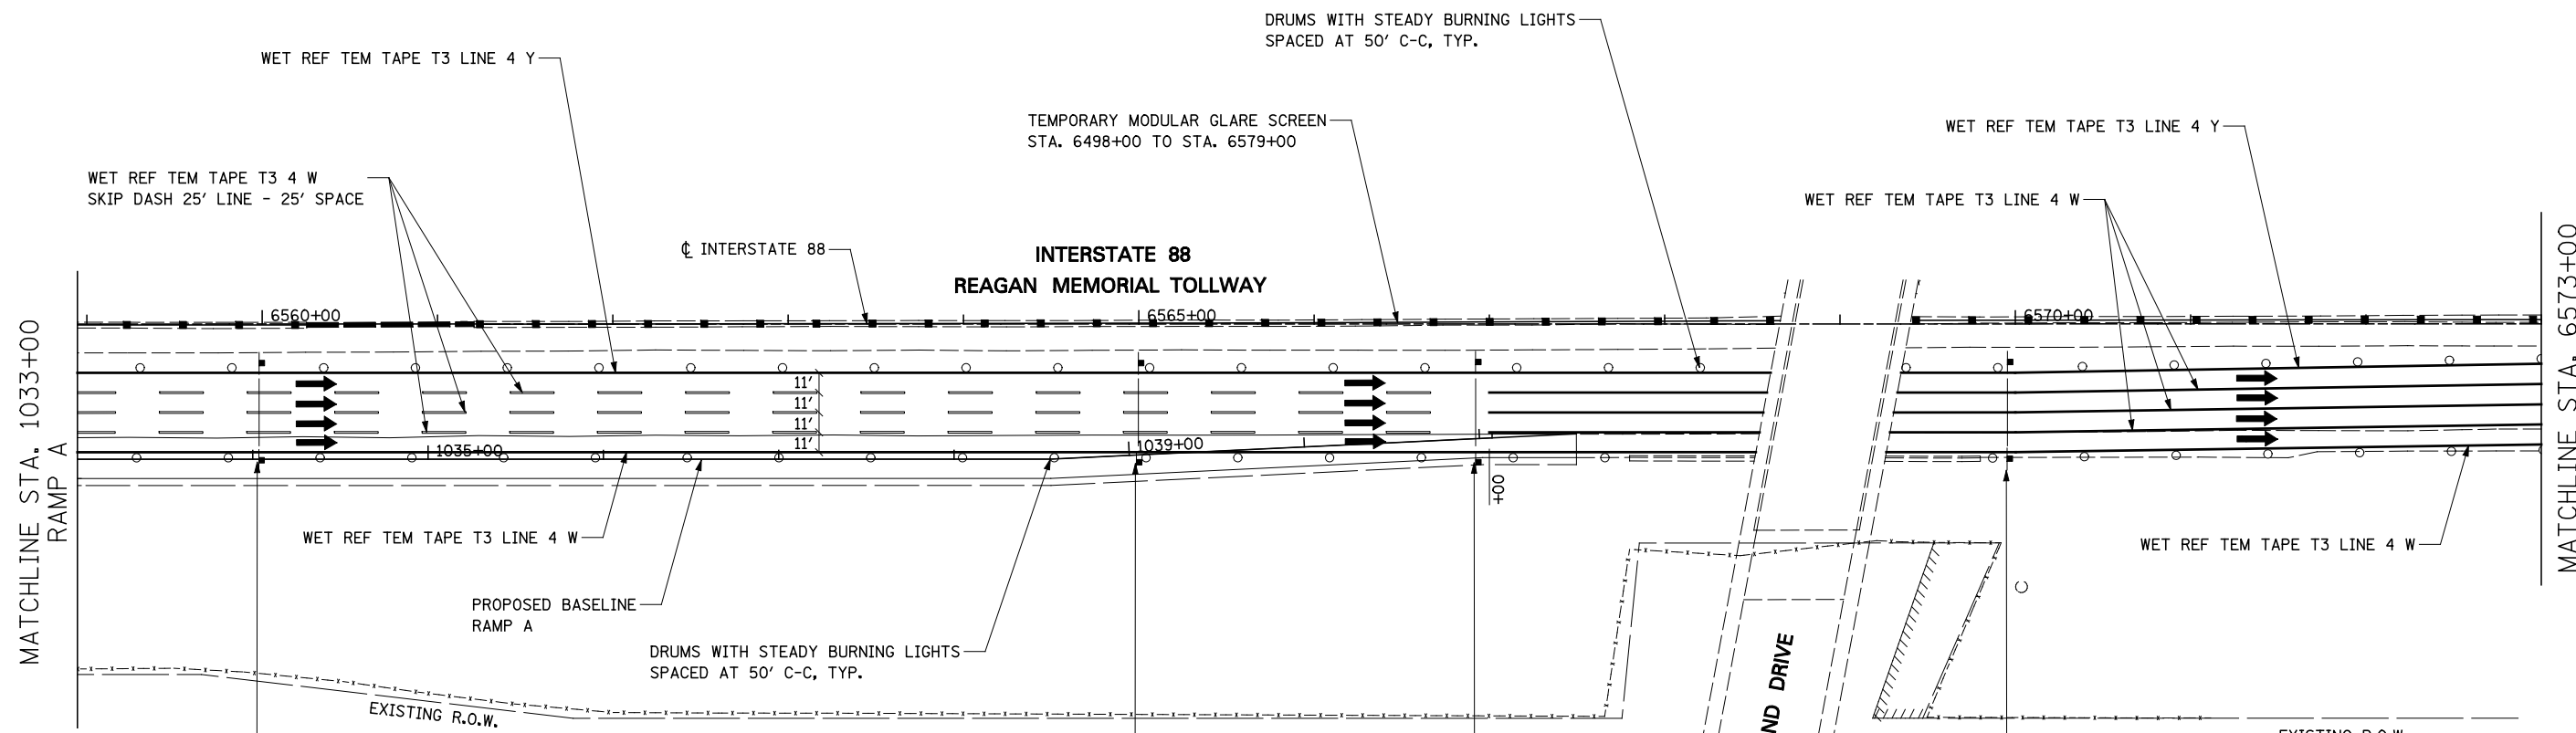 DRUMS WITH STEADY BURNING LIGHTS
SPACED AT 50' C-C, TYP.
WET REF TEM TAPE T3 LINE 4 Y
TEMPORARY MODULAR GLARE SCREEN
STA. 6498+00 TO STA. 6579+00
WET REF TEM TAPE T3 LINE 4 Y
WET REF TEM TAPE T3 4 W
SKIP DASH 25' LINE - 25' SPACE
WET REF TEM TAPE T3 LINE 4 W
℄ INTERSTATE 88
INTERSTATE 88
REAGAN MEMORIAL TOLLWAY
6560+00
6565+00
6570+00
MATCHLINE STA. 1033+00
RAMP A
MATCHLINE STA. 6573+00
11'
11'
11'
11'
1035+00
1039+00
+00
WET REF TEM TAPE T3 LINE 4 W
WET REF TEM TAPE T3 LINE 4 W
PROPOSED BASELINE
RAMP A
DRUMS WITH STEADY BURNING LIGHTS
SPACED AT 50' C-C, TYP.
ND DRIVE
EXISTING R.O.W.
EXISTING R.O.W.